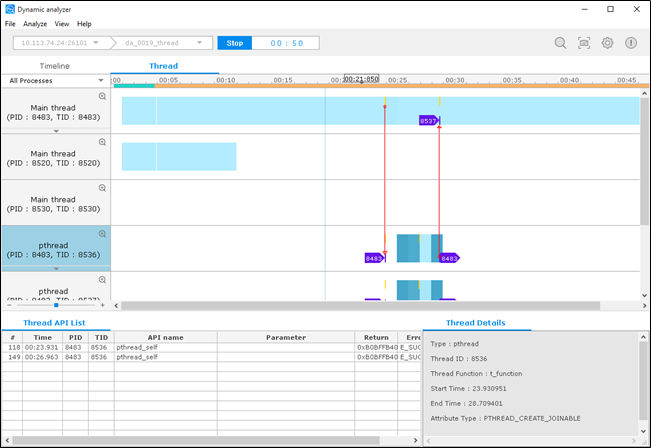 Dynamic analyzer
File Analyze View Help
10.113.74.24:26101 da_0019_thread Stop 00 : 50
Timeline Thread
00:21:850
All Processes :00 00:05 00:10 00:15 00:20 00:25 00:30 00:35 00:40 00:45
Main thread
(PID : 8483, TID : 8483)
8537
Main thread
(PID : 8520, TID : 8520)
Main thread
(PID : 8530, TID : 8530)
pthread
(PID : 8483, TID : 8536)
8483 8483
pthread
(PID : 8483, TID : 8537)
Thread API List Thread Details
# Time PID TID API name Parameter Return Erro
118 00:23.931 8483 8536 pthread_self 0xB0BFFB40 E_SUC
149 00:26.963 8483 8536 pthread_self 0xB0BFFB40 E_SUC
Type : pthread
Thread ID : 8536
Thread Function : t_function
Start Time : 23.930951
End Time : 28.709401
Attribute Type : PTHREAD_CREATE_JOINABLE